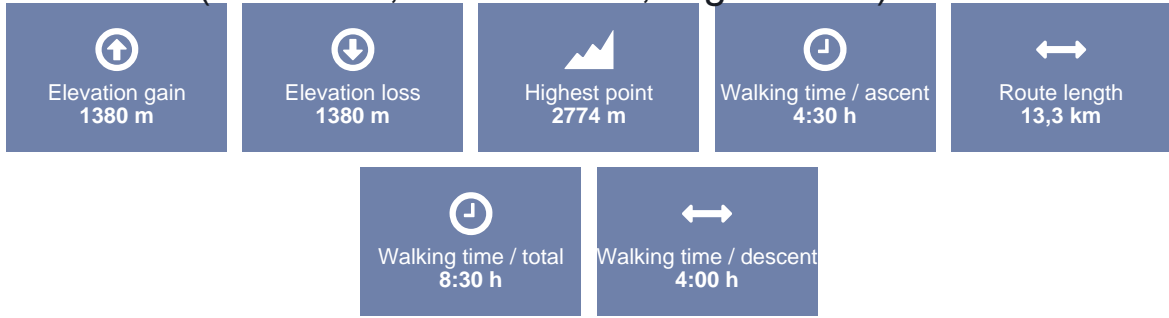 Elevation gain
1380 m
Elevation loss
1380 m
Highest point
2774 m
Walking time / ascent
4:30 h
Route length
13,3 km
Walking time / total
8:30 h
Walking time / descent
4:00 h